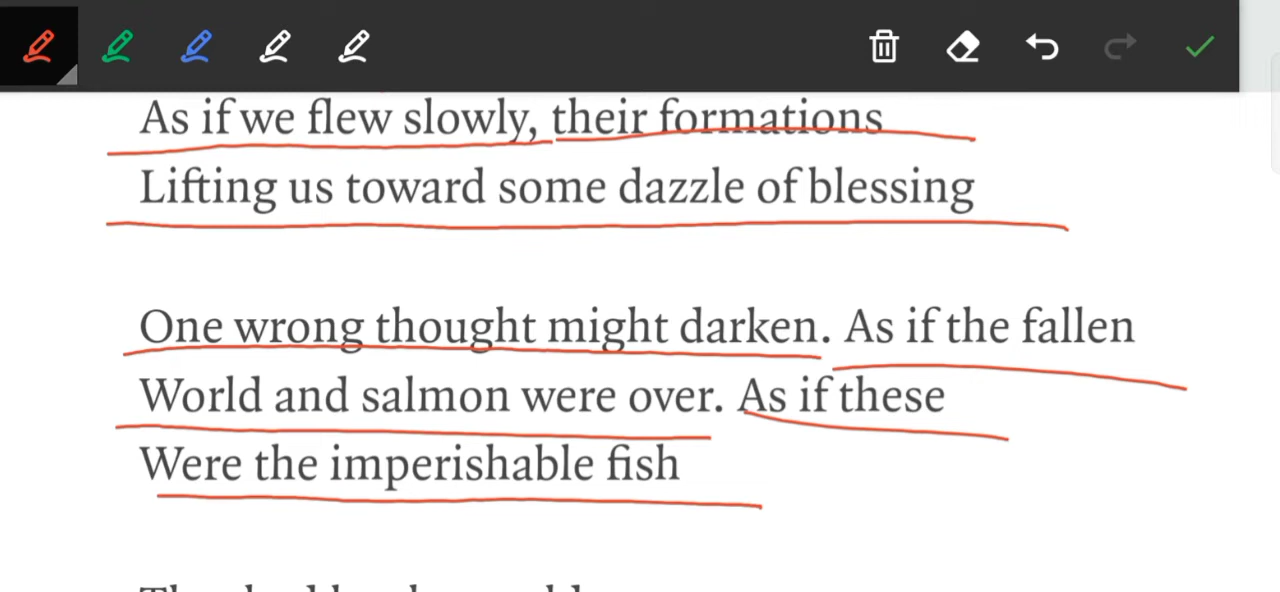 As if we flew slowly, their formations
Lifting us toward some dazzle of blessing
One wrong thought might darken. As if the fallen
World and salmon were over. As if these
Were the imperishable fish